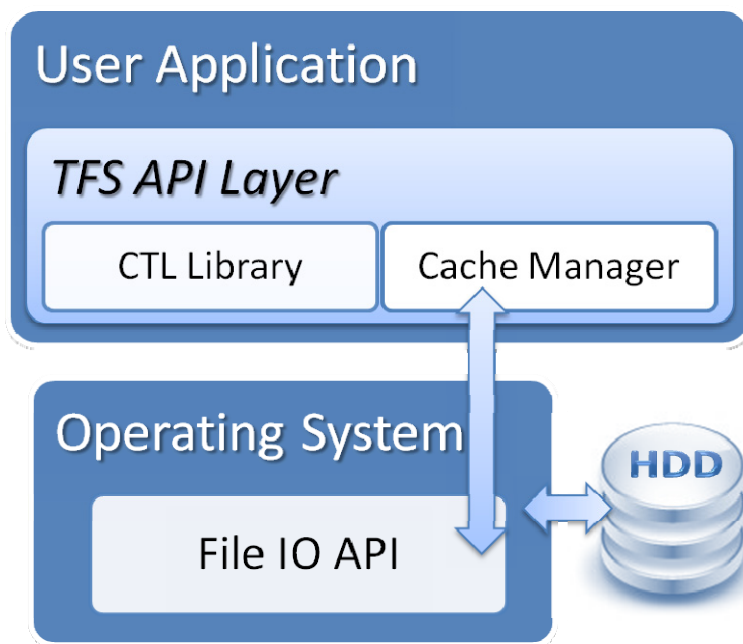 User Application
TFS API Layer
CTL Library
Cache Manager
Operating System
HDD
File IO API